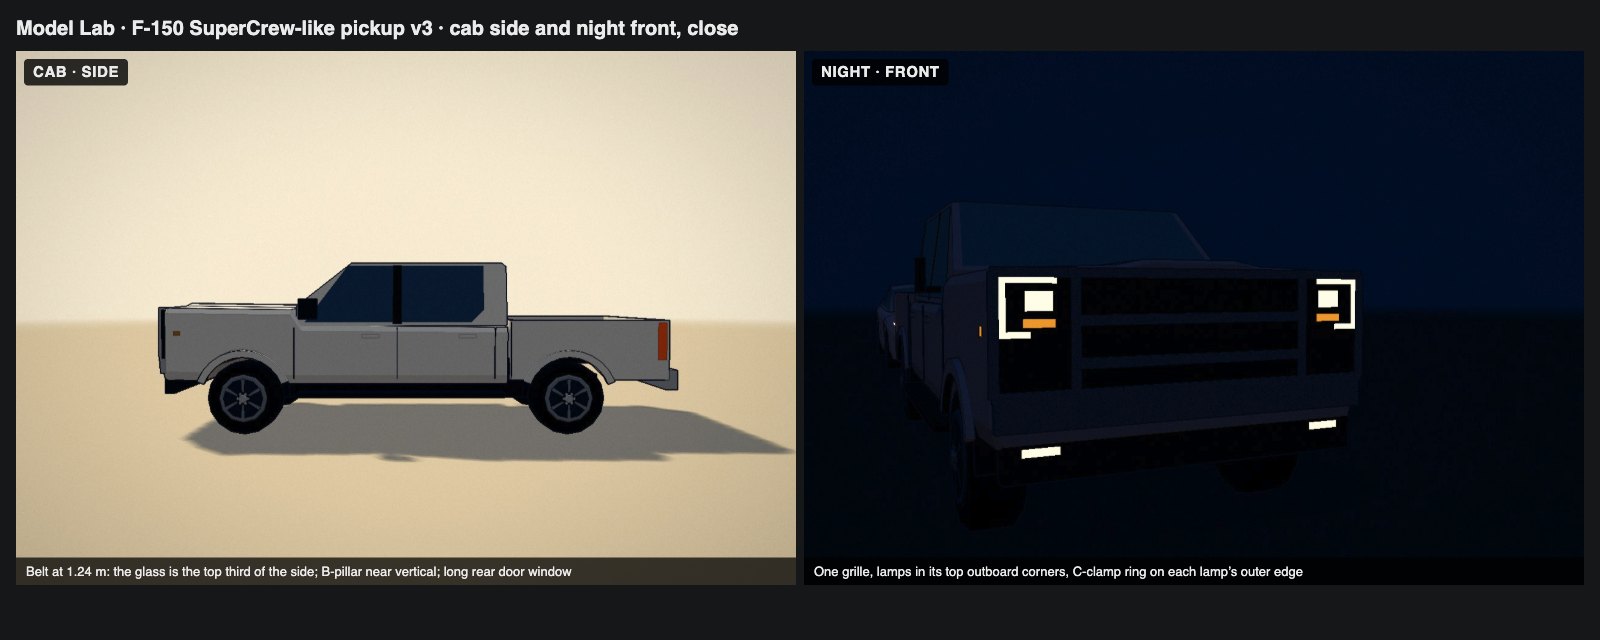 Model Lab · F-150 SuperCrew-like pickup v3 · cab side and night front, close
CAB · SIDE
NIGHT · FRONT
Belt at 1.24 m: the glass is the top third of the side; B-pillar near vertical; long rear door window
One grille, lamps in its top outboard corners, C-clamp ring on each lamp's outer edge